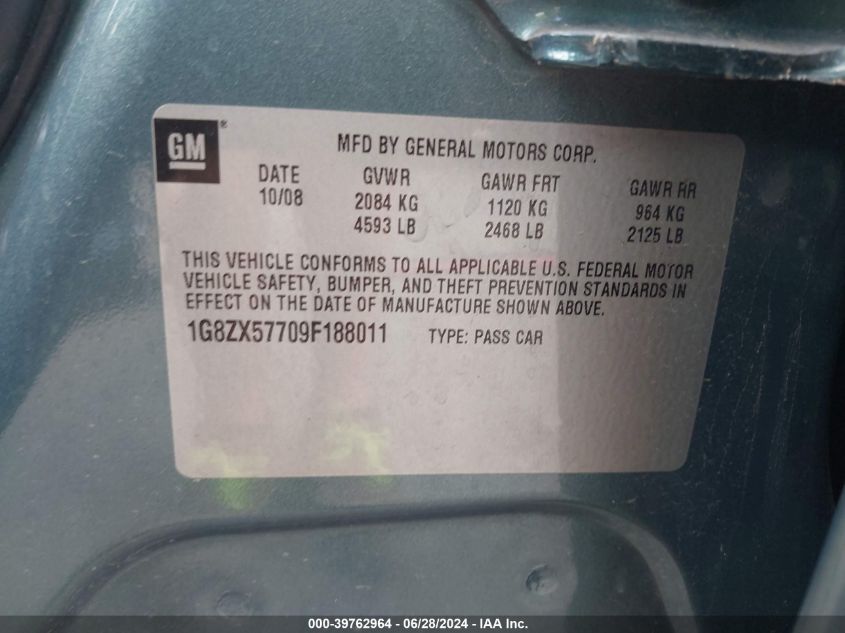 GM®
MFD BY GENERAL MOTORS CORP.
DATE GVWR GAWR FRT GAWR RR
10/08 2084 KG 1120 KG 964 KG
4593 LB 2468 LB 2125 LB
THIS VEHICLE CONFORMS TO ALL APPLICABLE U.S. FEDERAL MOTOR
VEHICLE SAFETY, BUMPER, AND THEFT PREVENTION STANDARDS IN
EFFECT ON THE DATE OF MANUFACTURE SHOWN ABOVE.
1G8ZX57709F188011 TYPE: PASS CAR
000-39762964 - 06/28/2024 - IAA Inc.